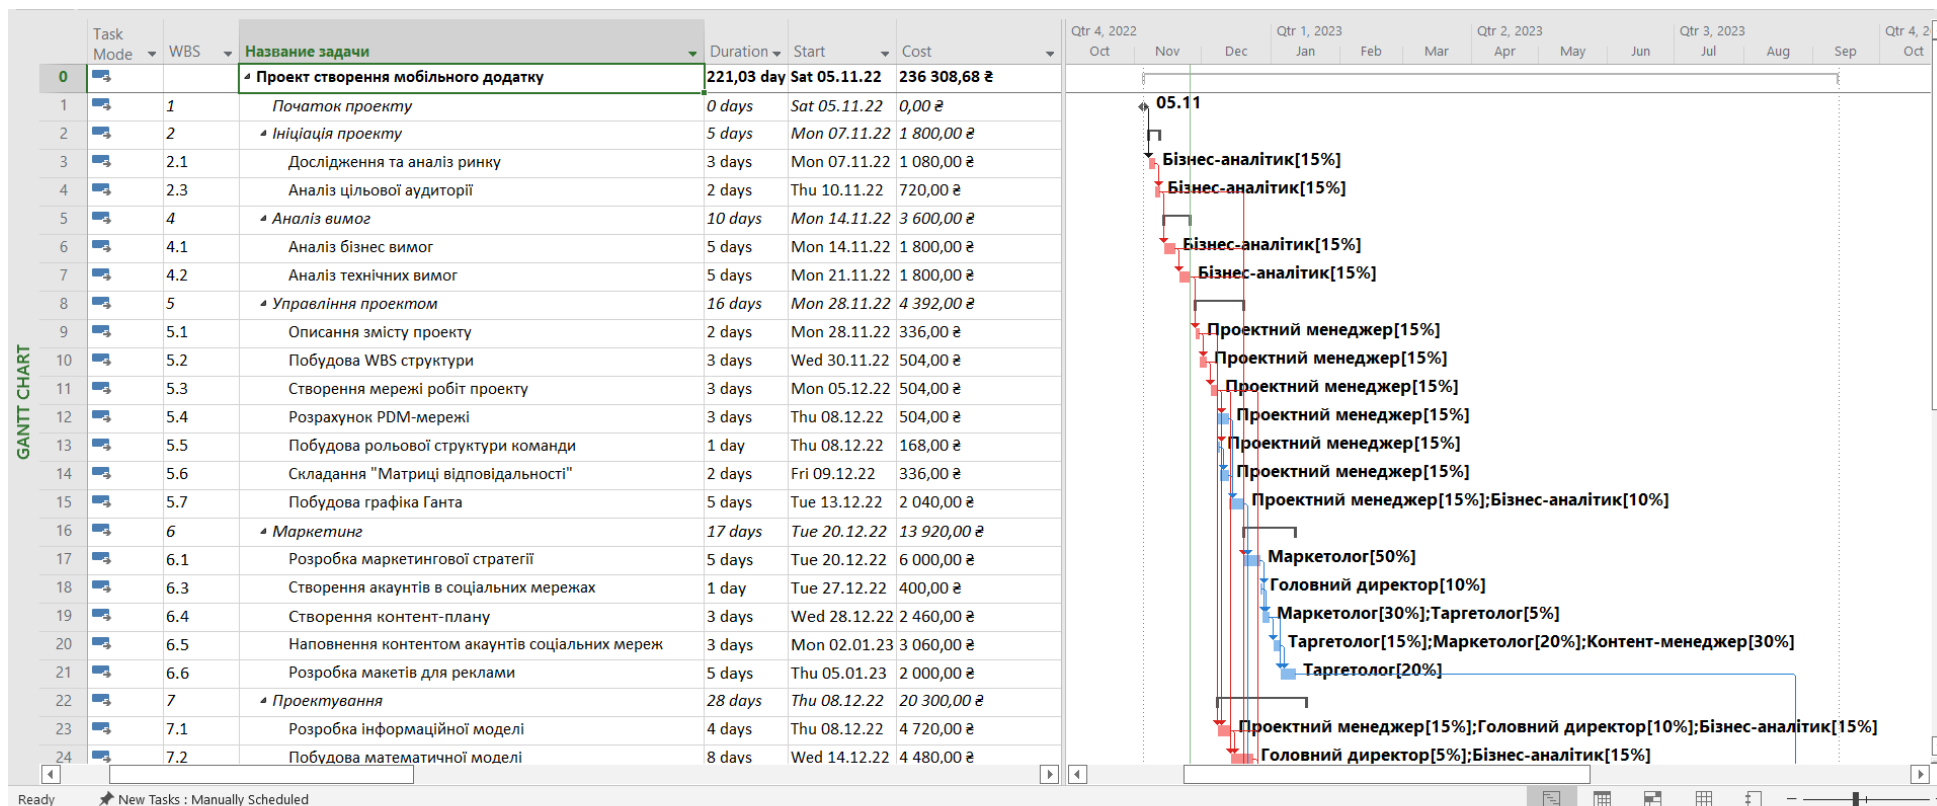 Qtr 4, 2022 Qtr 1, 2023 Qtr 2, 2023 Qtr 3, 2023 Qtr 4, 2
Task Mode WBS Название задачи Duration Start Cost Oct Nov Dec Jan Feb Mar Apr May Jun Jul Aug Sep Oct
0 Проект створення мобільного додатку 221,03 day Sat 05.11.22 236 308,68 ₴
1 1 Початок проекту 0 days Sat 05.11.22 0,00 ₴ 05.11
2 2 Ініціація проекту 5 days Mon 07.11.22 1 800,00 ₴
3 2.1 Дослідження та аналіз ринку 3 days Mon 07.11.22 1 080,00 ₴ Бізнес-аналітик[15%]
4 2.3 Аналіз цільової аудиторії 2 days Thu 10.11.22 720,00 ₴ Бізнес-аналітик[15%]
5 4 Аналіз вимог 10 days Mon 14.11.22 3 600,00 ₴
6 4.1 Аналіз бізнес вимог 5 days Mon 14.11.22 1 800,00 ₴ Бізнес-аналітик[15%]
7 4.2 Аналіз технічних вимог 5 days Mon 21.11.22 1 800,00 ₴ Бізнес-аналітик[15%]
8 5 Управління проектом 16 days Mon 28.11.22 4 392,00 ₴
9 5.1 Описання змісту проекту 2 days Mon 28.11.22 336,00 ₴ Проектний менеджер[15%]
10 5.2 Побудова WBS структури 3 days Wed 30.11.22 504,00 ₴ Проектний менеджер[15%]
11 5.3 Створення мережі робіт проекту 3 days Mon 05.12.22 504,00 ₴ Проектний менеджер[15%]
12 5.4 Розрахунок PDM-мережі 3 days Thu 08.12.22 504,00 ₴ Проектний менеджер[15%]
13 5.5 Побудова рольової структури команди 1 day Thu 08.12.22 168,00 ₴ Проектний менеджер[15%]
14 5.6 Складання "Матриці відповідальності" 2 days Fri 09.12.22 336,00 ₴ Проектний менеджер[15%]
15 5.7 Побудова графіка Ганта 5 days Tue 13.12.22 2 040,00 ₴ Проектний менеджер[15%];Бізнес-аналітик[10%]
16 6 Маркетинг 17 days Tue 20.12.22 13 920,00 ₴
17 6.1 Розробка маркетингової стратегії 5 days Tue 20.12.22 6 000,00 ₴ Маркетолог[50%]
18 6.3 Створення акаунтів в соціальних мережах 1 day Tue 27.12.22 400,00 ₴ Головний директор[10%]
19 6.4 Створення контент-плану 3 days Wed 28.12.22 2 460,00 ₴ Маркетолог[30%];Таргетолог[5%]
20 6.5 Наповнення контентом акаунтів соціальних мереж 3 days Mon 02.01.23 3 060,00 ₴ Таргетолог[15%];Маркетолог[20%];Контент-менеджер[30%]
21 6.6 Розробка макетів для реклами 5 days Thu 05.01.23 2 000,00 ₴ Таргетолог[20%]
22 7 Проектування 28 days Thu 08.12.22 20 300,00 ₴
23 7.1 Розробка інформаційної моделі 4 days Thu 08.12.22 4 720,00 ₴ Проектний менеджер[15%];Головний директор[10%];Бізнес-аналітик[15%]
24 7.2 Побудова математичної моделі 8 days Wed 14.12.22 4 480,00 ₴ Головний директор[5%];Бізнес-аналітик[15%]
GANTT CHART
Ready New Tasks : Manually Scheduled